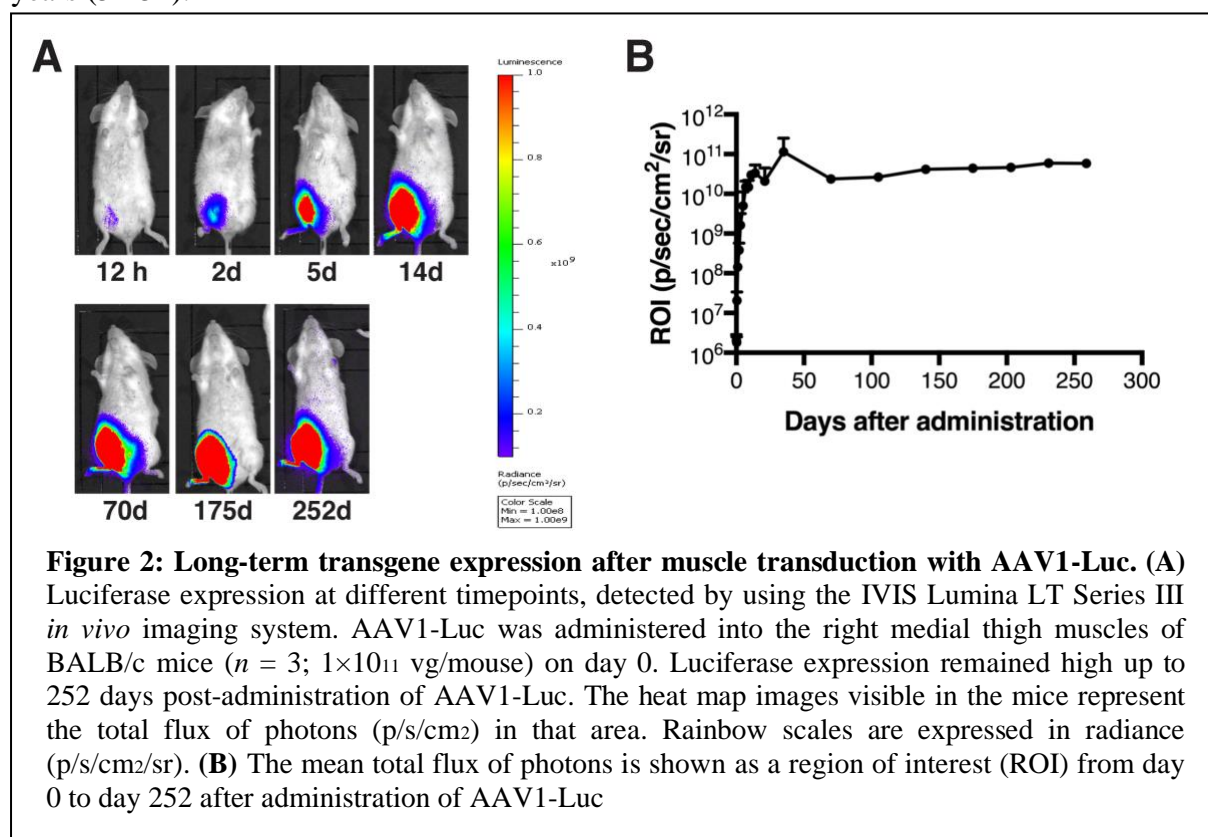 A
B
12 h 2d 5d 14d
70d 175d 252d
Luminescence
1.0
0.8
0.6
x10⁹
0.4
0.2
Radiance
(p/sec/cm²/sr)
Color Scale
Min = 1.00e8
Max = 1.00e9
ROI (p/sec/cm²/sr)
10¹²
10¹¹
10¹⁰
10⁹
10⁸
10⁷
10⁶
0 50 100 150 200 250 300
Days after administration
Figure 2: Long-term transgene expression after muscle transduction with AAV1-Luc. (A)
Luciferase expression at different timepoints, detected by using the IVIS Lumina LT Series III
in vivo imaging system. AAV1-Luc was administered into the right medial thigh muscles of
BALB/c mice (n = 3; 1×10₁₁ vg/mouse) on day 0. Luciferase expression remained high up to
252 days post-administration of AAV1-Luc. The heat map images visible in the mice represent
the total flux of photons (p/s/cm₂) in that area. Rainbow scales are expressed in radiance
(p/s/cm₂/sr). (B) The mean total flux of photons is shown as a region of interest (ROI) from day
0 to day 252 after administration of AAV1-Luc